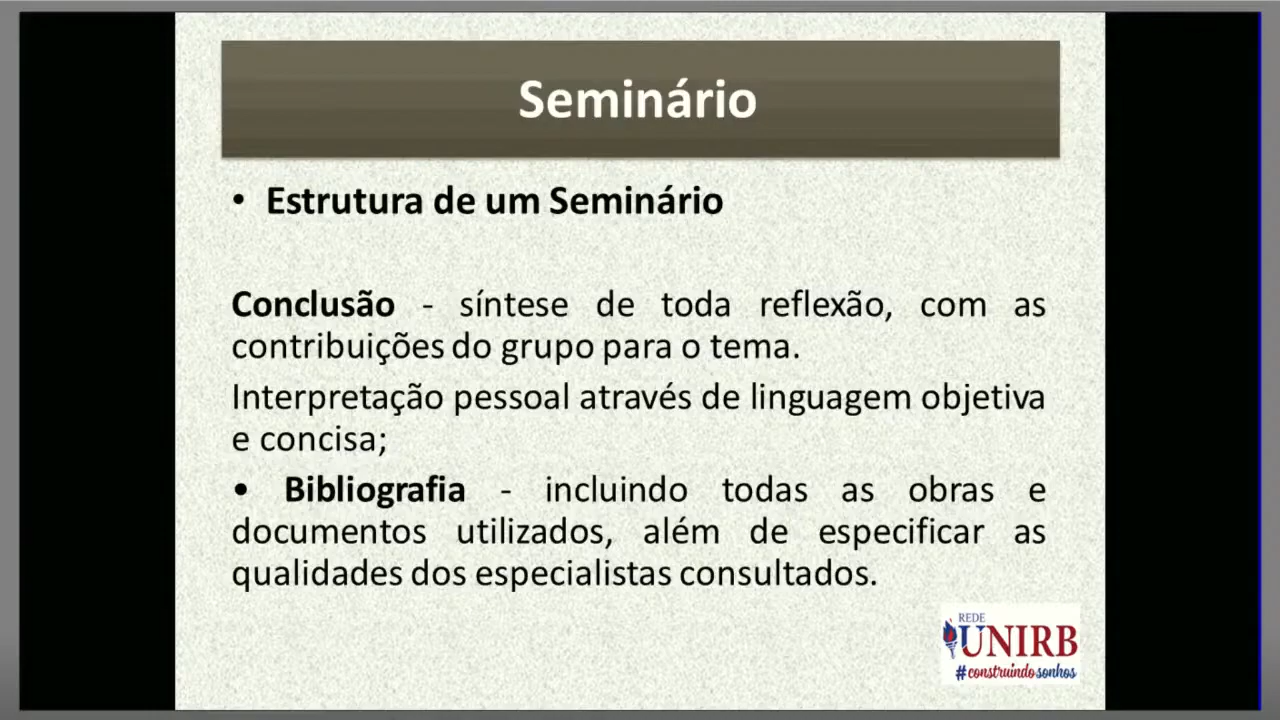 Seminário
• Estrutura de um Seminário
Conclusão - síntese de toda reflexão, com as
contribuições do grupo para o tema.
Interpretação pessoal através de linguagem objetiva
e concisa;
• Bibliografia - incluindo todas as obras e
documentos utilizados, além de especificar as
qualidades dos especialistas consultados.
REDE
UNIRB
#construindosonhos